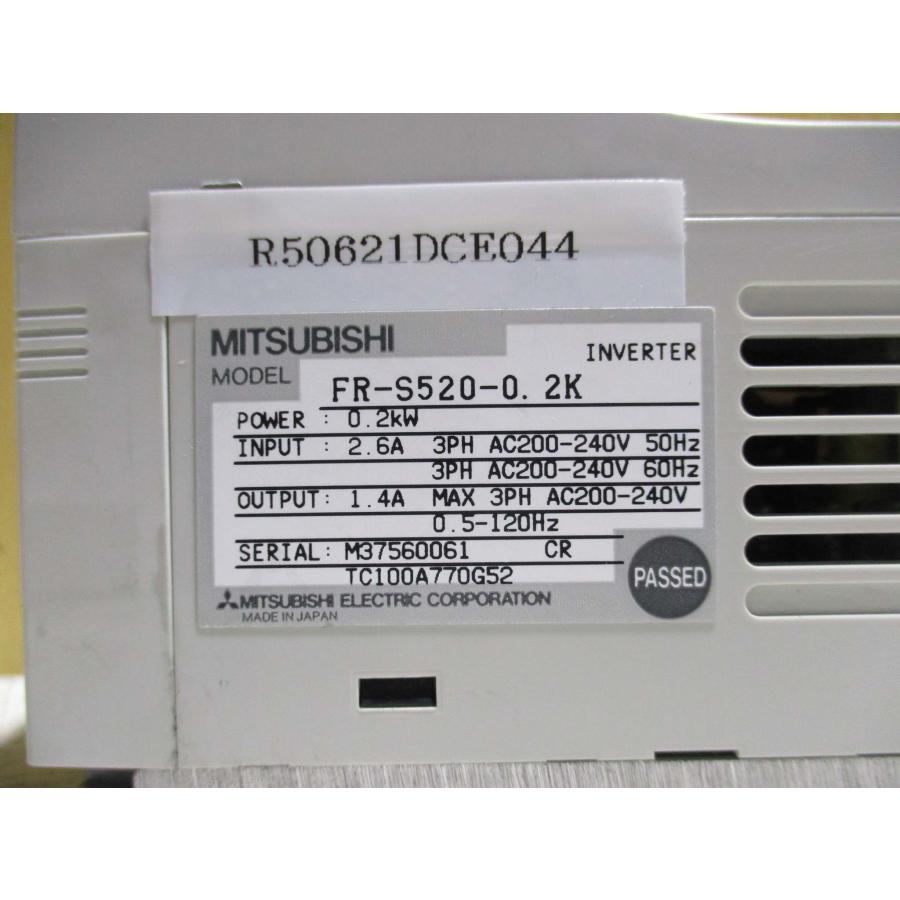 R50621DCE044
MITSUBISHI
INVERTER
MODEL FR-S520-0.2K
POWER : 0.2kW
INPUT : 2.6A 3PH AC200-240V 50Hz
3PH AC200-240V 60Hz
OUTPUT: 1.4A MAX 3PH AC200-240V
0.5-120Hz
SERIAL: M37560061 CR
TC100A770G52
PASSED
MITSUBISHI ELECTRIC CORPORATION
MADE IN JAPAN